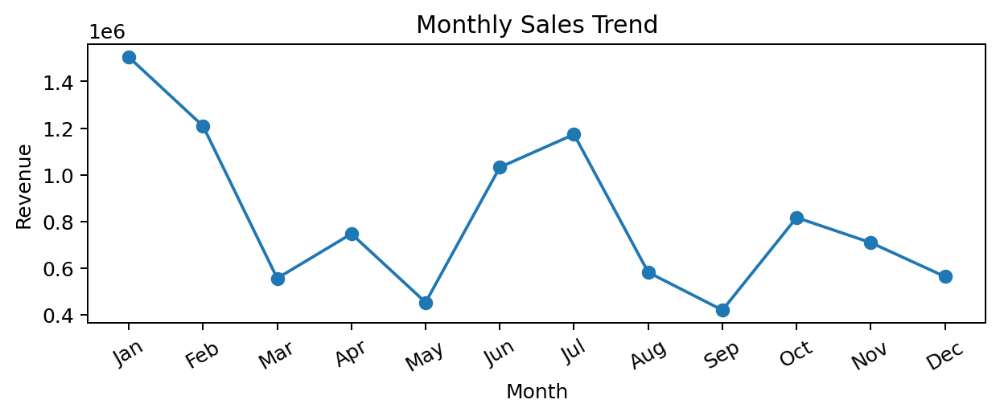 Monthly Sales Trend
1e6
1.4
1.2
1.0
0.8
0.6
0.4
Revenue
Jan Feb Mar Apr May Jun Jul Aug Sep Oct Nov Dec
Month